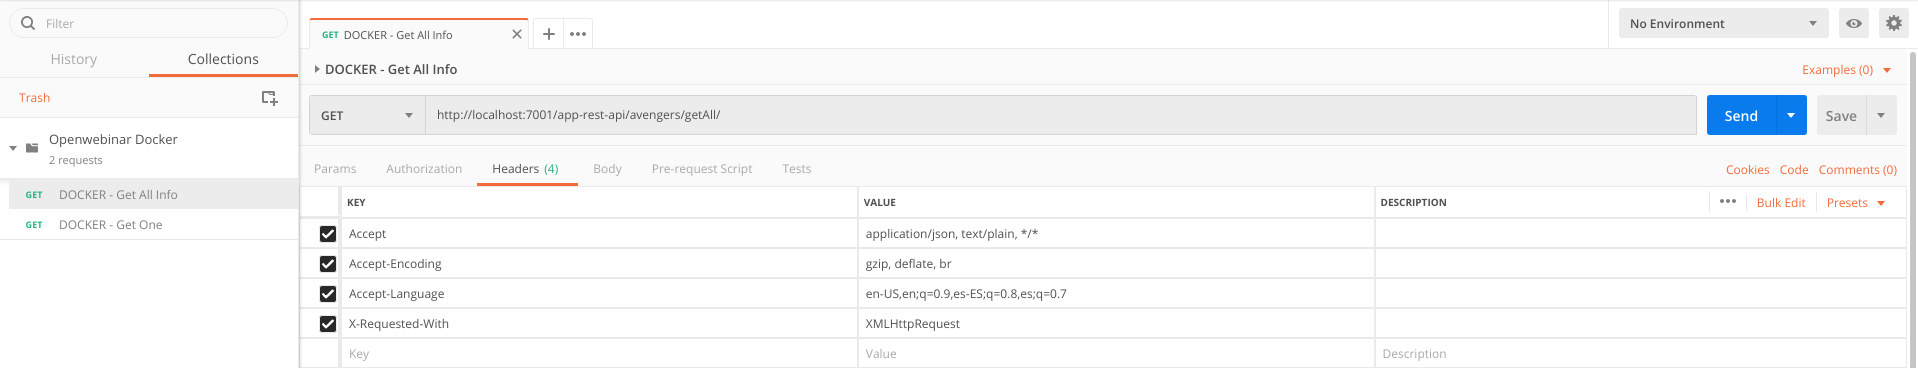 Filter
History Collections
Trash
Openwebinar Docker
2 requests
GET DOCKER - Get All Info
GET DOCKER - Get One
GET DOCKER - Get All Info
No Environment
DOCKER - Get All Info
Examples (0)
GET http://localhost:7001/app-rest-api/avengers/getAll/ Send Save
Params Authorization Headers (4) Body Pre-request Script Tests Cookies Code Comments (0)
KEY VALUE DESCRIPTION Bulk Edit Presets
Accept application/json, text/plain, */*
Accept-Encoding gzip, deflate, br
Accept-Language en-US,en;q=0.9,es-ES;q=0.8,es;q=0.7
X-Requested-With XMLHttpRequest
Key Value Description